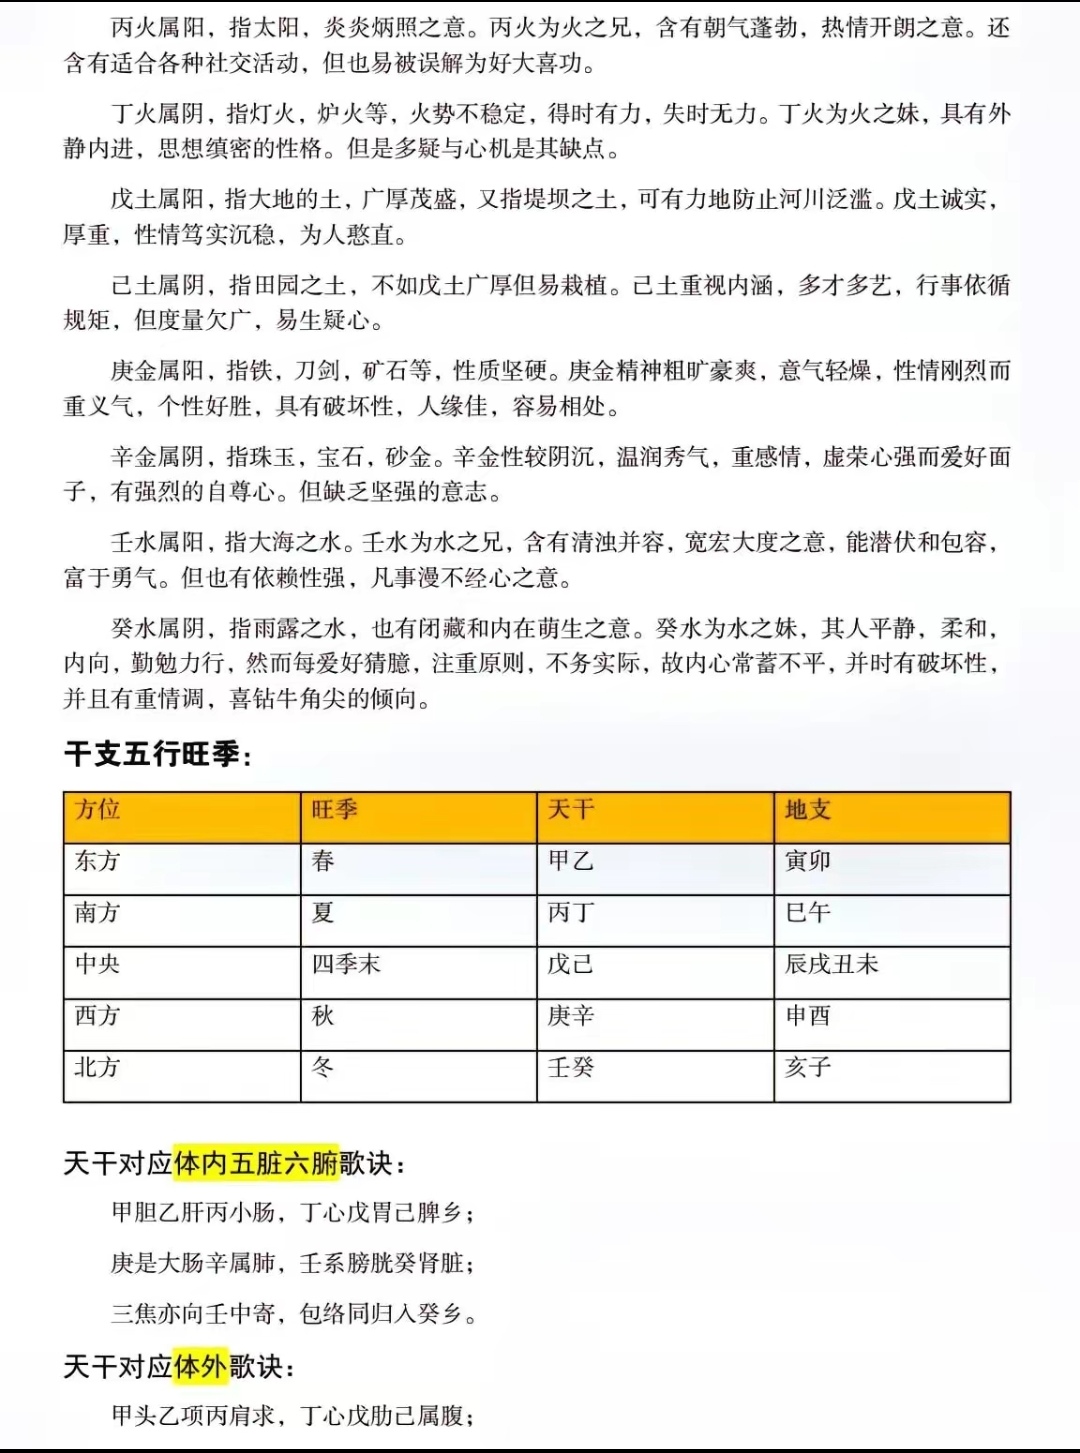 丙火属阳，指太阳，炎炎炳照之意。丙火为火之兄，含有朝气蓬勃，热情开朗之意。还
含有适合各种社交活动，但也易被误解为好大喜功。
丁火属阴，指灯火，炉火等，火势不稳定，得时有力，失时无力。丁火为火之妹，具有外
静内进，思想缜密的性格。但是多疑与心机是其缺点。
戊土属阳，指大地的土，广厚茂盛，又指堤坝之土，可有力地防止河川泛滥。戊土诚实，
厚重，性情笃实沉稳，为人憨直。
己土属阴，指田园之土，不如戊土广厚但易栽植。己土重视内涵，多才多艺，行事依循
规矩，但度量欠广，易生疑心。
庚金属阳，指铁，刀剑，矿石等，性质坚硬。庚金精神粗旷豪爽，意气轻燥，性情刚烈而
重义气，个性好胜，具有破坏性，人缘佳，容易相处。
辛金属阴，指珠玉，宝石，砂金。辛金性较阴沉，温润秀气，重感情，虚荣心强而爱好面
子，有强烈的自尊心。但缺乏坚强的意志。
壬水属阳，指大海之水。壬水为水之兄，含有清浊并容，宽宏大度之意，能潜伏和包容，
富于勇气。但也有依赖性强，凡事漫不经心之意。
癸水属阴，指雨露之水，也有闭藏和内在萌生之意。癸水为水之妹，其人平静，柔和，
内向，勤勉力行，然而每爱好猜臆，注重原则，不务实际，故内心常蓄不平，并时有破坏性，
并且有重情调，喜钻牛角尖的倾向。
干支五行旺季：
方位 旺季 天干 地支
东方 春 甲乙 寅卯
南方 夏 丙丁 巳午
中央 四季末 戊己 辰戌丑未
西方 秋 庚辛 申酉
北方 冬 壬癸 亥子
天干对应体内五脏六腑歌诀：
甲胆乙肝丙小肠，丁心戊胃己脾乡；
庚是大肠辛属肺，壬系膀胱癸肾脏；
三焦亦向壬中寄，包络同归入癸乡。
天干对应体外歌诀：
甲头乙项丙肩求，丁心戊肋己属腹；